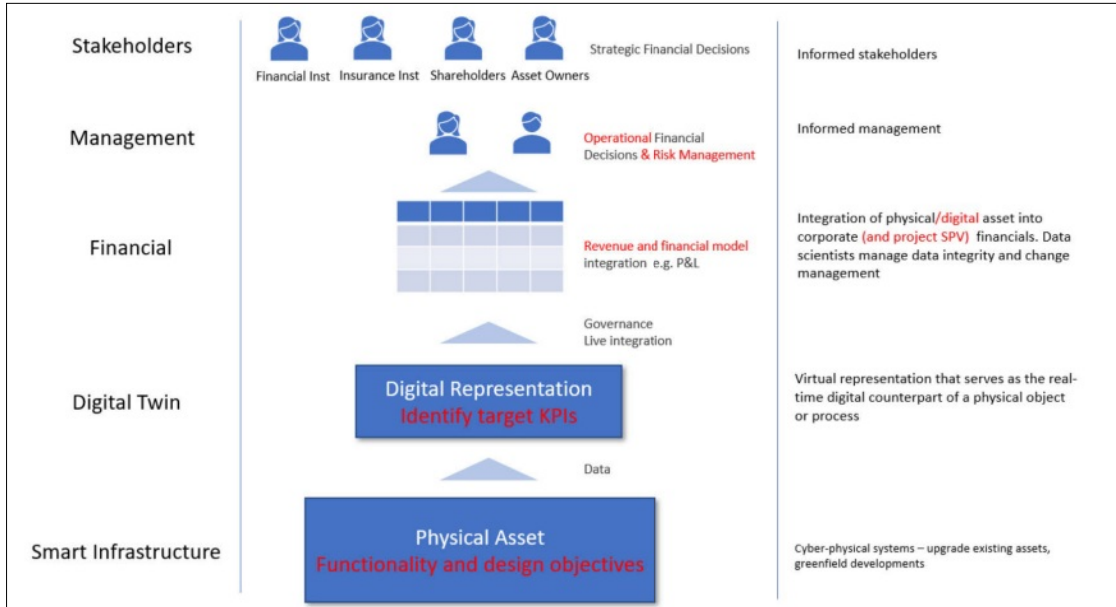 Stakeholders
Financial Inst
Insurance Inst
Shareholders
Asset Owners
Strategic Financial Decisions
Informed stakeholders
Management
Operational Financial
Decisions & Risk Management
Informed management
Financial
Revenue and financial model
integration e.g. P&L
Integration of physical/digital asset into
corporate (and project SPV) financials. Data
scientists manage data integrity and change
management
Governance
Live integration
Digital Twin
Digital Representation
Identify target KPIs
Virtual representation that serves as the real-
time digital counterpart of a physical object
or process
Data
Smart Infrastructure
Physical Asset
Functionality and design objectives
Cyber-physical systems – upgrade existing assets,
greenfield developments